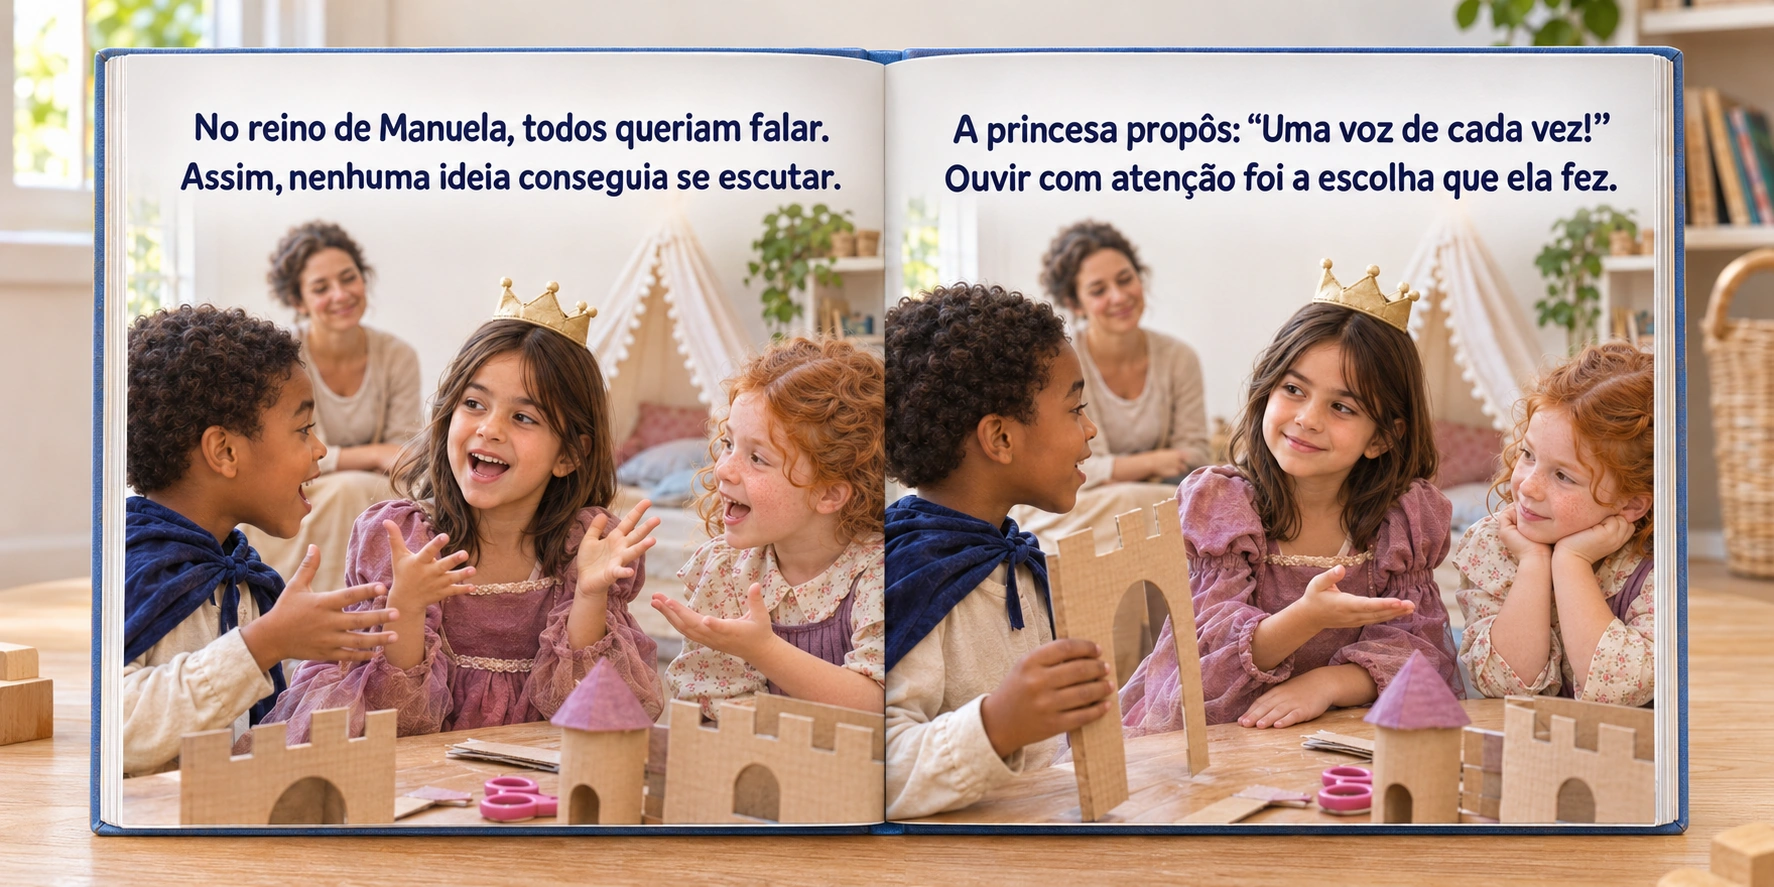 No reino de Manuela, todos queriam falar.
Assim, nenhuma ideia conseguia se escutar.
A princesa propôs: “Uma voz de cada vez!”
Ouvir com atenção foi a escolha que ela fez.